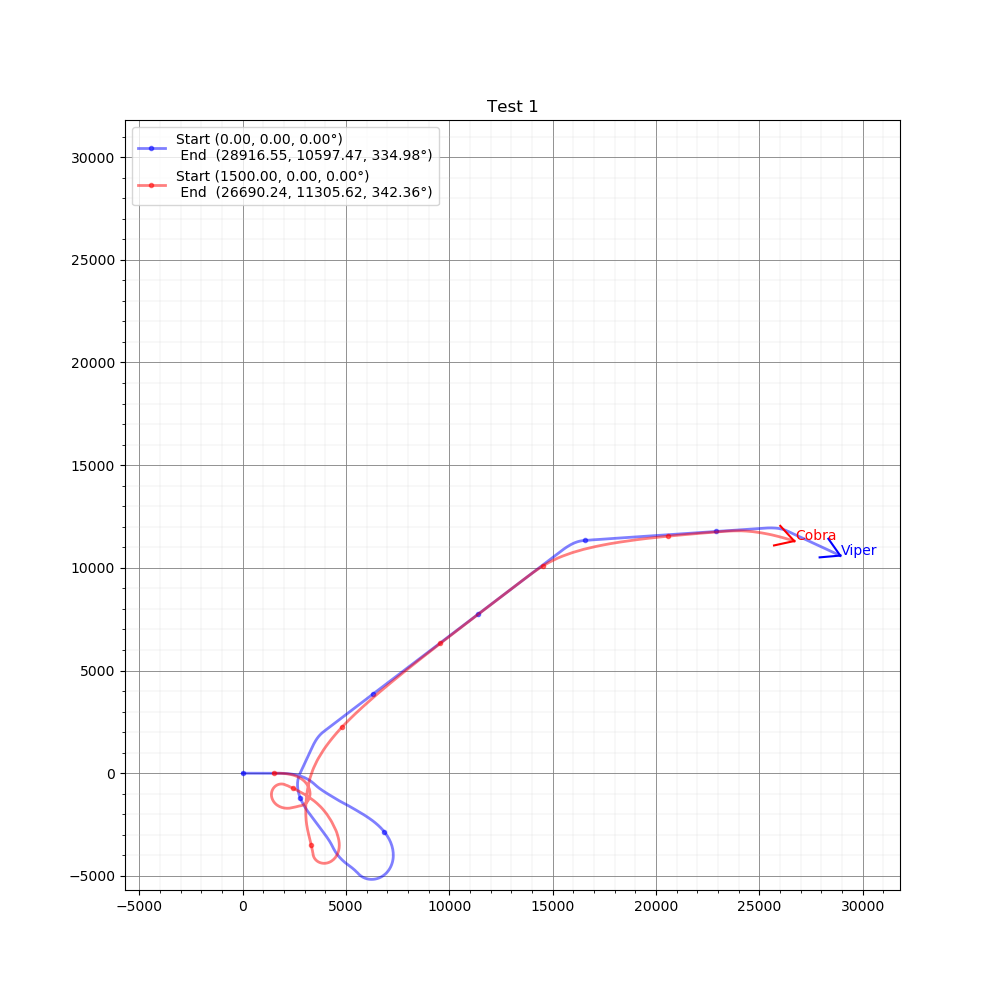 Test 1
Start (0.00, 0.00, 0.00°)
End (28916.55, 10597.47, 334.98°)
Start (1500.00, 0.00, 0.00°)
End (26690.24, 11305.62, 342.36°)
30000
25000
20000
15000
10000
5000
0
−5000
Cobra
Viper
−5000 0 5000 10000 15000 20000 25000 30000